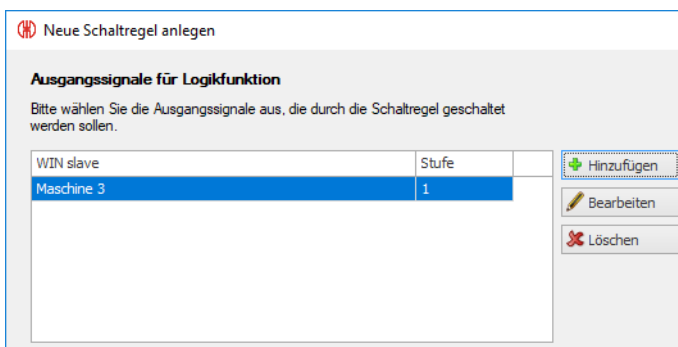 Neue Schaltregel anlegen
Ausgangssignale für Logikfunktion
Bitte wählen Sie die Ausgangssignale aus, die durch die Schaltregel geschaltet
werden sollen.
WIN slave Stufe
Hinzufügen
Maschine 3 1
Bearbeiten
Löschen